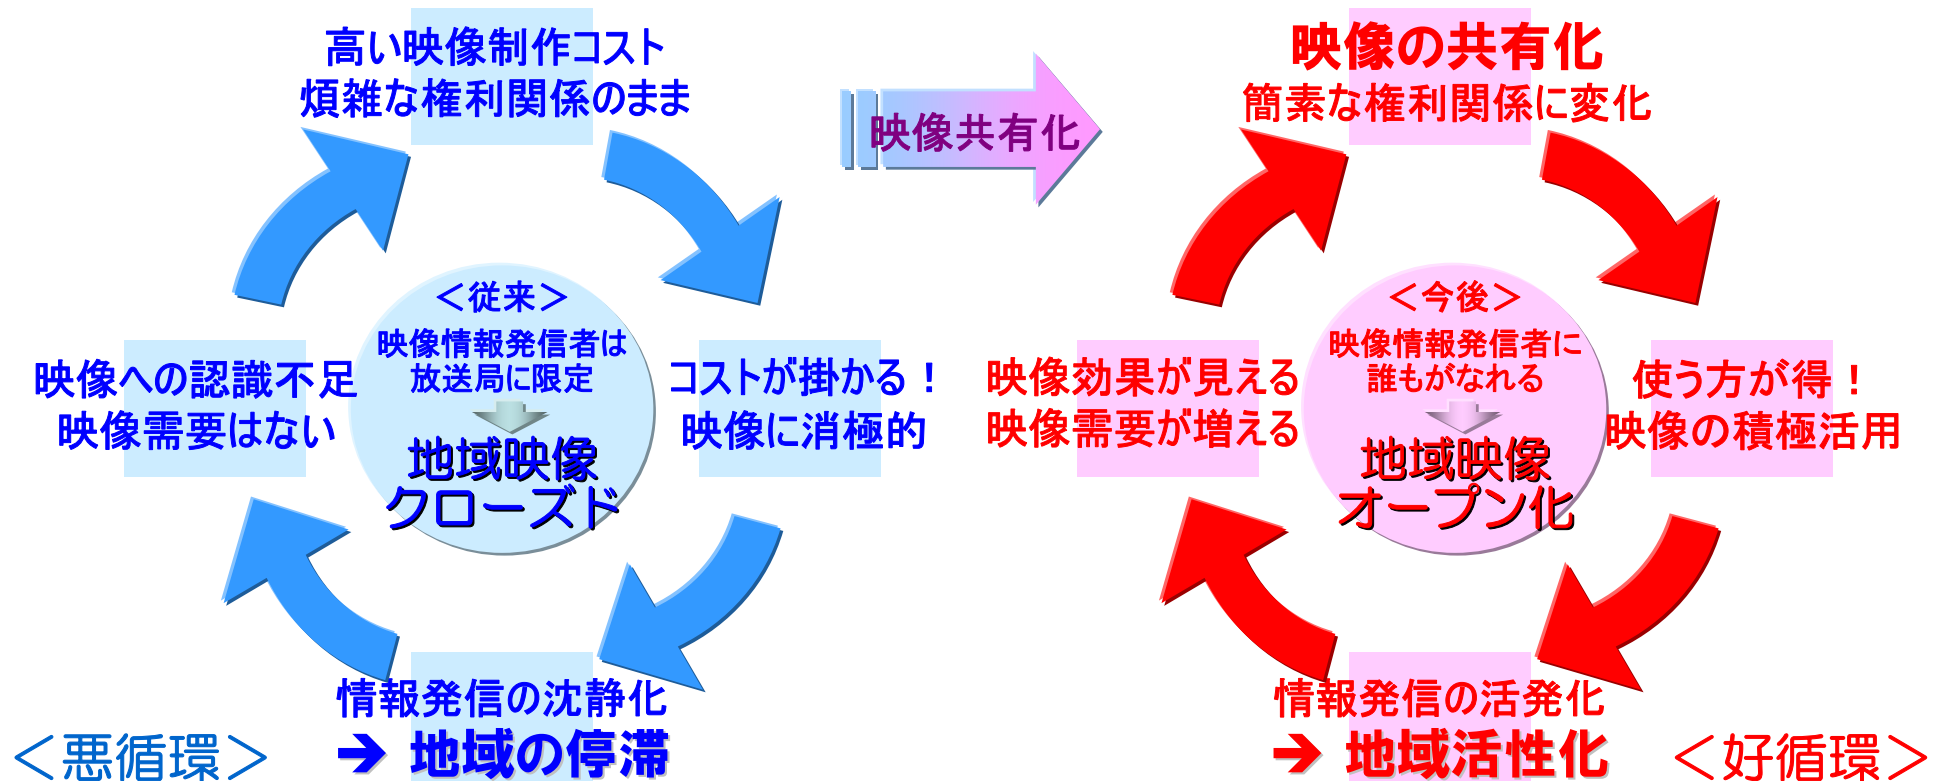 高い映像制作コスト
煩雑な権利関係のまま
コストが掛かる！
映像に消極的
情報発信の沈静化
➔ 地域の停滞
映像への認識不足
映像需要はない
＜従来＞
映像情報発信者は
放送局に限定
地域映像
クローズド
＜悪循環＞
映像共有化
映像の共有化
簡素な権利関係に変化
使う方が得！
映像の積極活用
情報発信の活発化
➔ 地域活性化
映像効果が見える
映像需要が増える
＜今後＞
映像情報発信者に
誰もがなれる
地域映像
オープン化
＜好循環＞